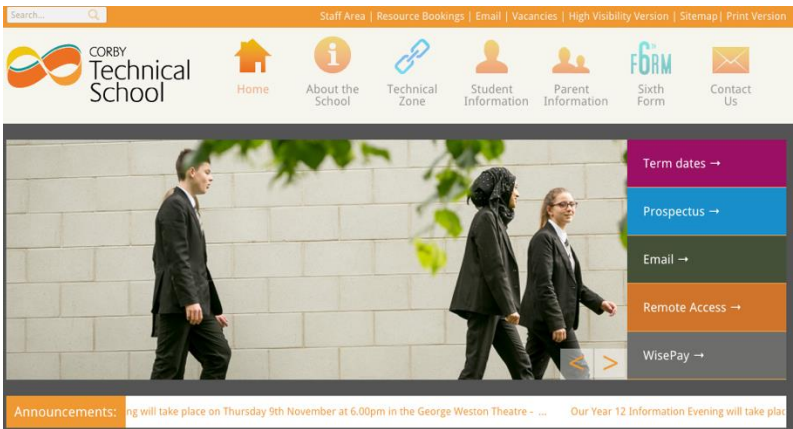 Search...
Staff Area | Resource Bookings | Email | Vacancies | High Visibility Version | Sitemap| Print Version
CORBY
Technical
School
Home
About the
School
Technical
Zone
Student
Information
Parent
Information
F6RM
Sixth
Form
Contact
Us
Term dates →
Prospectus →
Email →
Remote Access →
WisePay →
< >
Announcements: ng will take place on Thursday 9th November at 6.00pm in the George Weston Theatre - ... Our Year 12 Information Evening will take plac